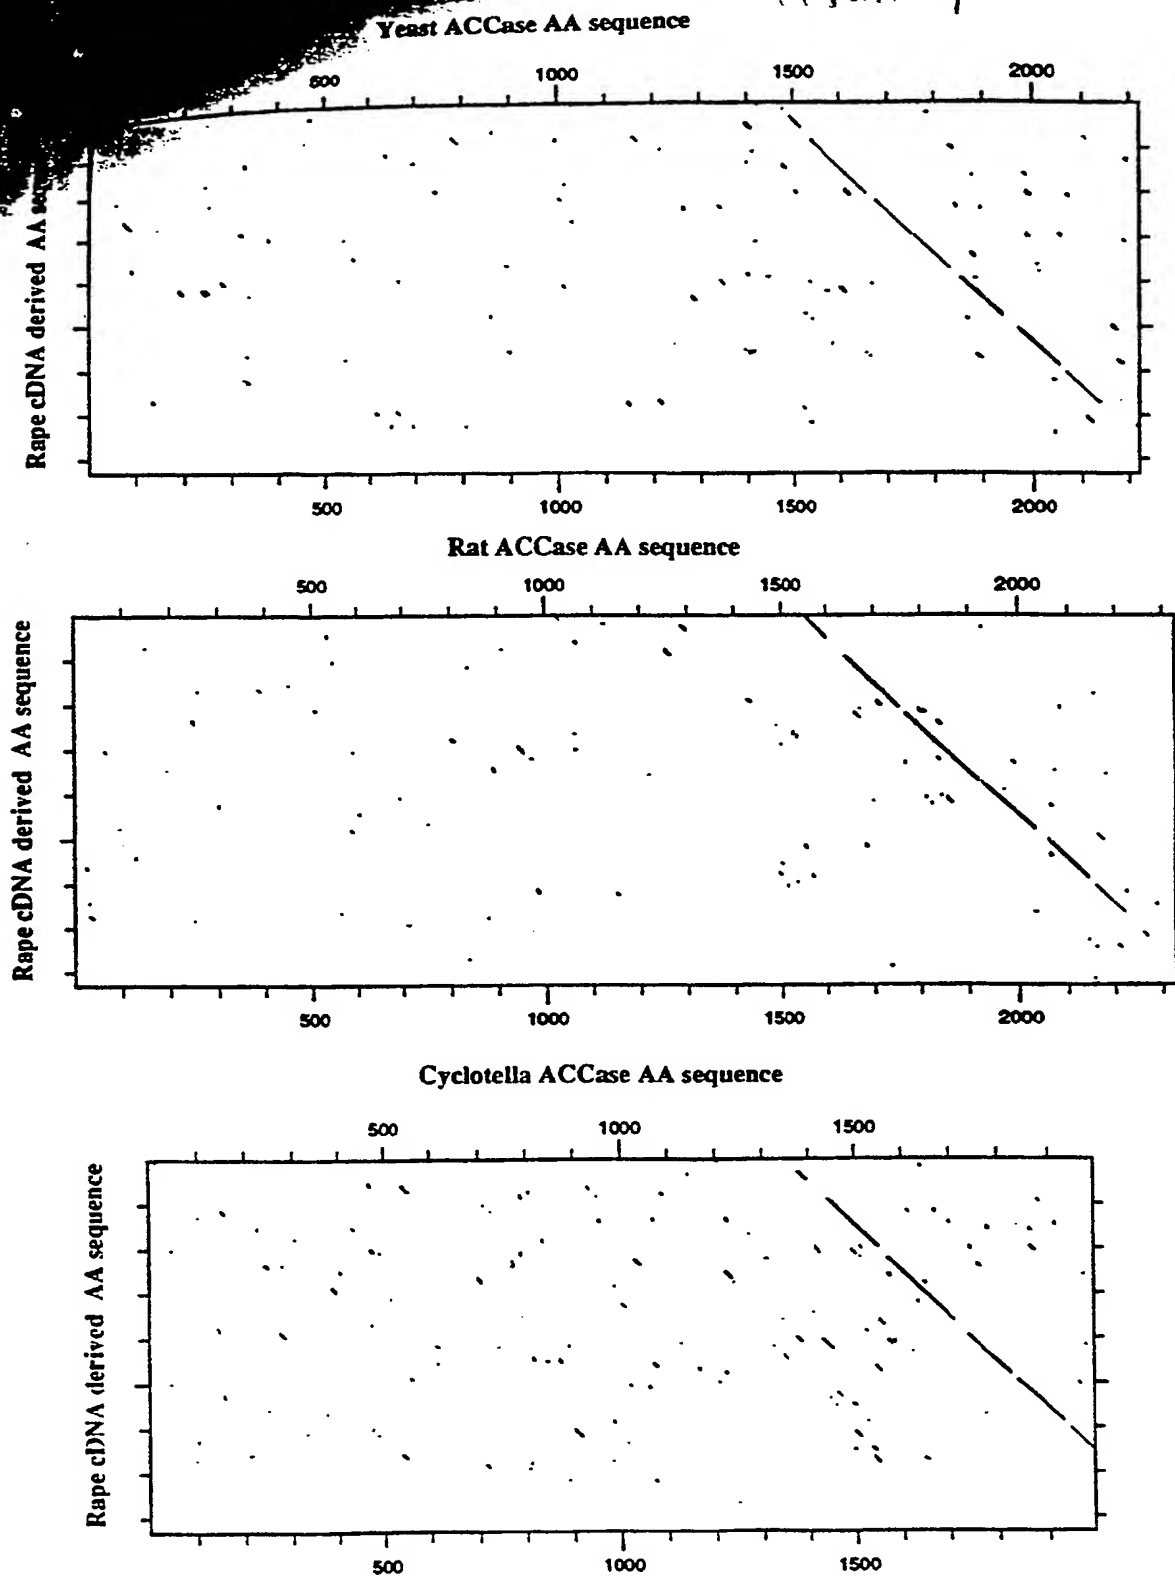 Yeast ACCase AA sequence
500 1000 1500 2000
Rape cDNA derived AA
500 1000 1500 2000
Rat ACCase AA sequence
500 1000 1500 2000
Rape cDNA derived AA sequence
500 1000 1500 2000
Cyclotella ACCase AA sequence
500 1000 1500
Rape cDNA derived AA sequence
500 1000 1500